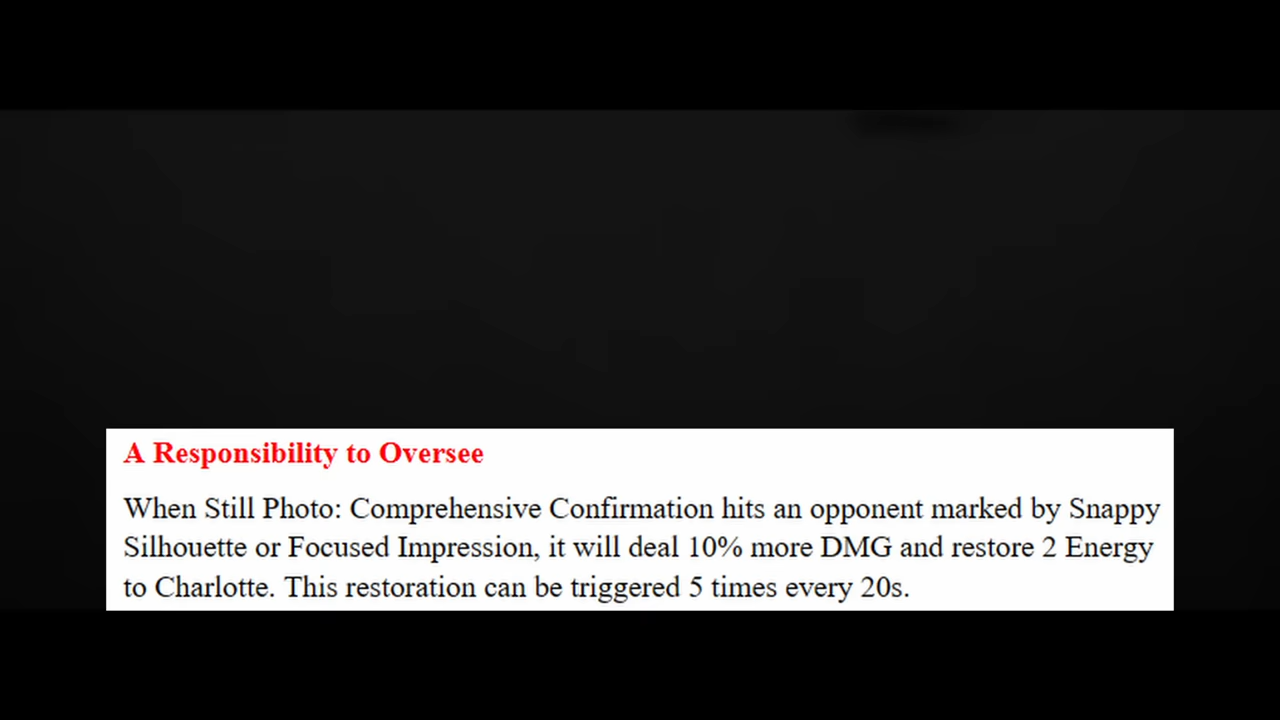 A Responsibility to Oversee
When Still Photo: Comprehensive Confirmation hits an opponent marked by Snappy
Silhouette or Focused Impression, it will deal 10% more DMG and restore 2 Energy
to Charlotte. This restoration can be triggered 5 times every 20s.